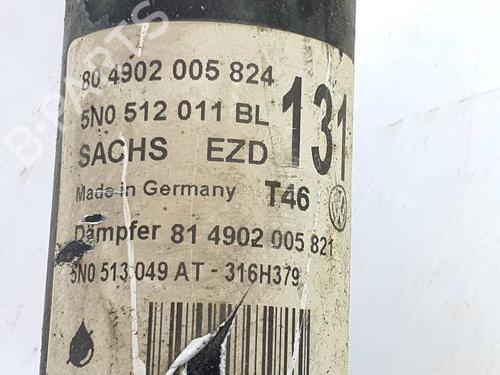 80 4902 005 824
5N0 512 011 BL 131
SACHS EZD
Made in Germany T46
Dämpfer 81 4902 005 821
5N0 513 049 AT - 316H379
B-PARTS